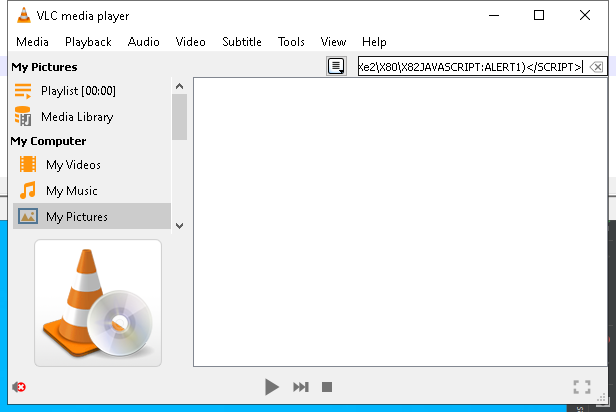 VLC media player
Media Playback Audio Video Subtitle Tools View Help
My Pictures
Xe2\X80\X82JAVASCRIPT:ALERT1)</SCRIPT>
Playlist [00:00]
Media Library
My Computer
My Videos
My Music
My Pictures